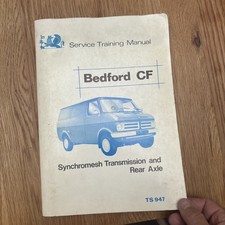 Service Training Manual
Bedford CF
Synchromesh Transmission and
Rear Axle
TS 947